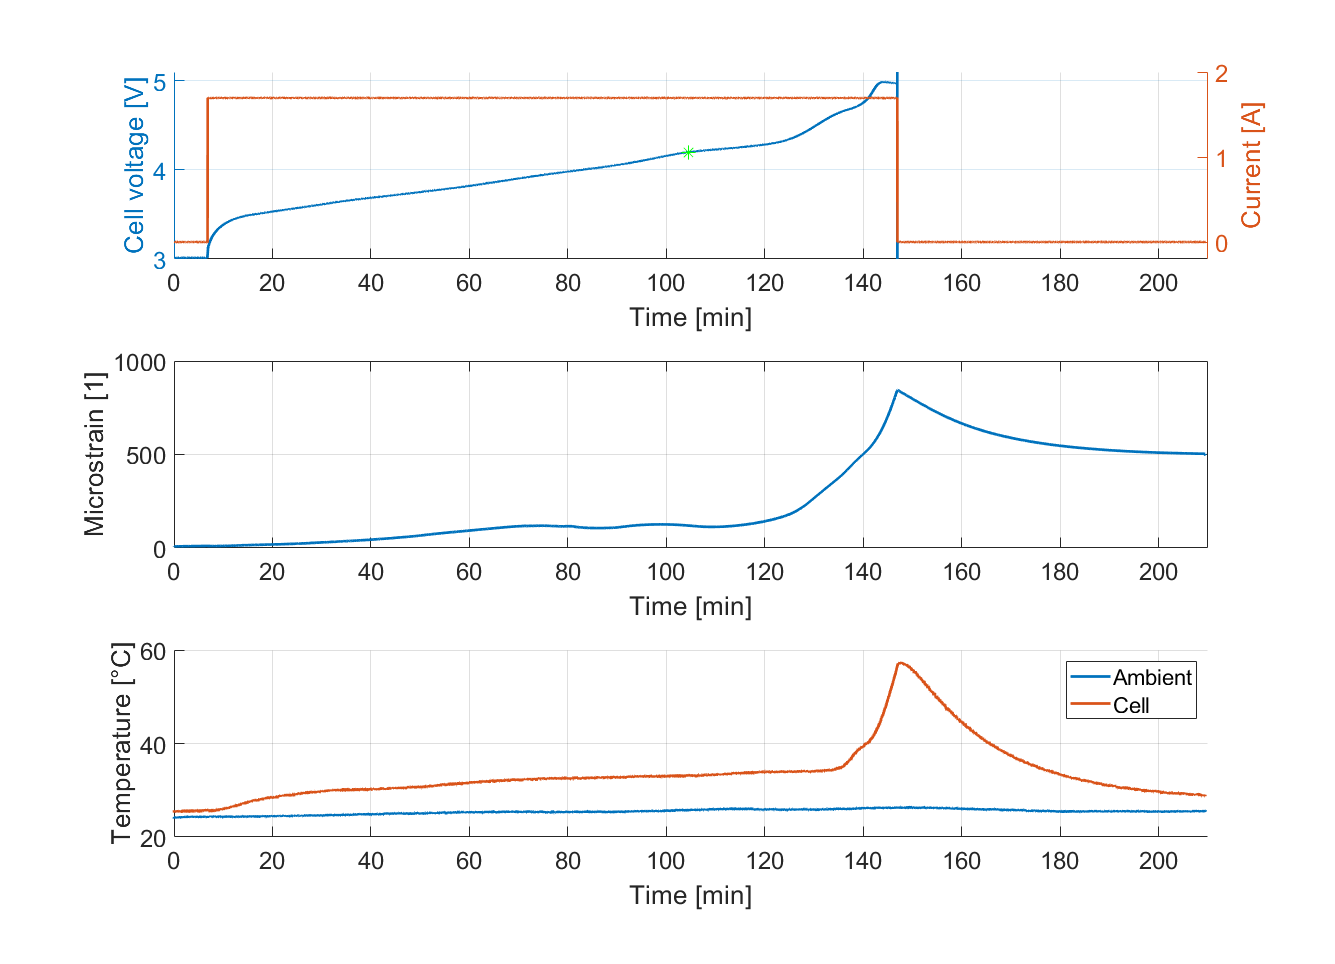 Cell voltage [V]
5
4
3
2
1
0
Current [A]
0 20 40 60 80 100 120 140 160 180 200
Time [min]
Microstrain [1]
1000
500
0
0 20 40 60 80 100 120 140 160 180 200
Time [min]
Temperature [°C]
60
40
20
Ambient
Cell
0 20 40 60 80 100 120 140 160 180 200
Time [min]